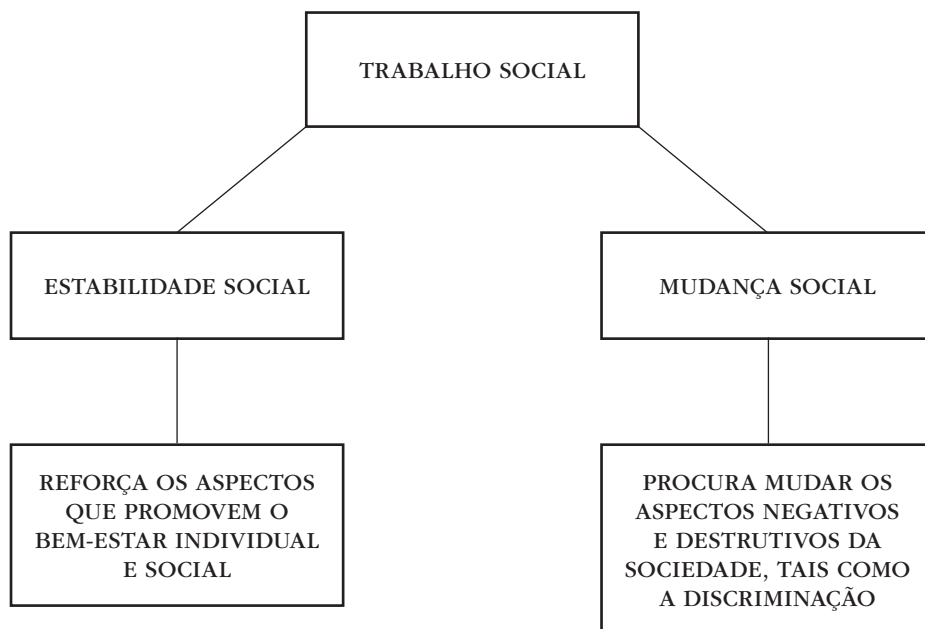 TRABALHO SOCIAL
ESTABILIDADE SOCIAL
MUDANÇA SOCIAL
REFORÇA OS ASPECTOS
QUE PROMOVEM O
BEM-ESTAR INDIVIDUAL
E SOCIAL
PROCURA MUDAR OS
ASPECTOS NEGATIVOS
E DESTRUTIVOS DA
SOCIEDADE, TAIS COMO
A DISCRIMINAÇÃO